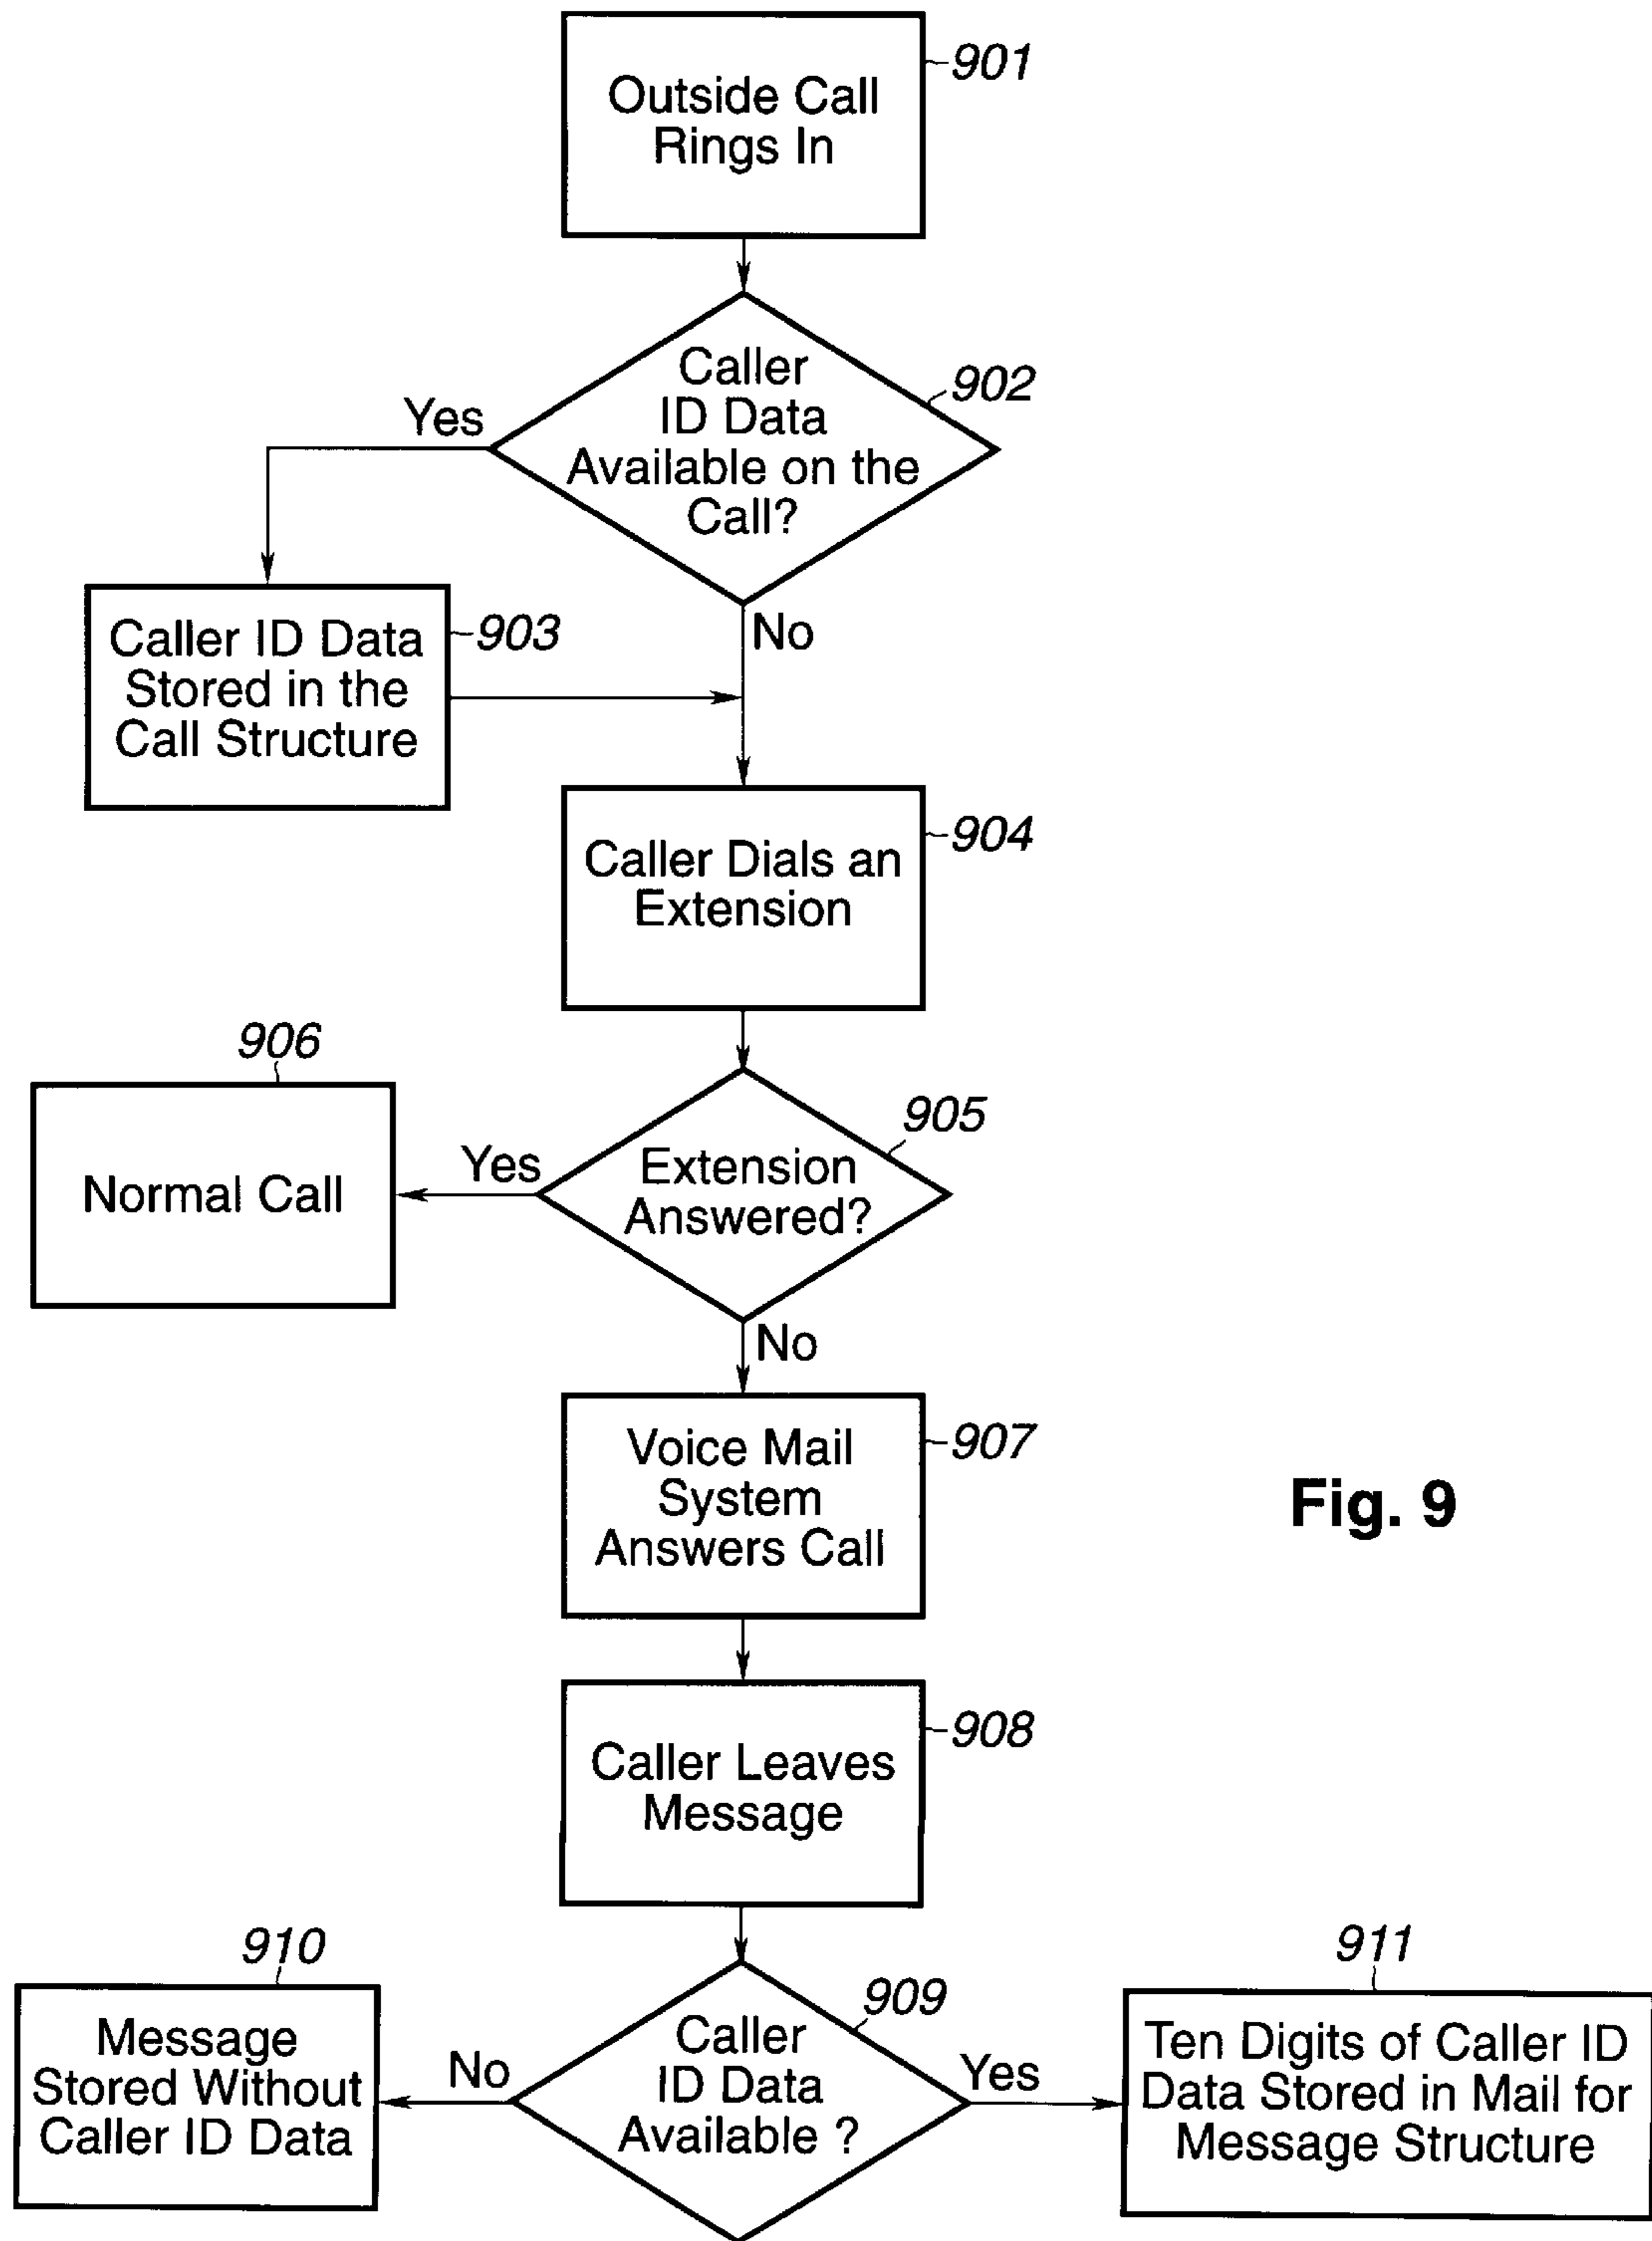 Outside Call
Rings In
901
Caller
ID Data
Available on the
Call?
902
Yes
No
Caller ID Data
Stored in the
Call Structure
903
Caller Dials an
Extension
904
906
Normal Call
Yes
Extension
Answered?
905
No
Voice Mail
System
Answers Call
907
Fig. 9
Caller Leaves
Message
908
910
Message
Stored Without
Caller ID Data
No
Caller
ID Data
Available ?
909
Yes
911
Ten Digits of Caller ID
Data Stored in Mail for
Message Structure